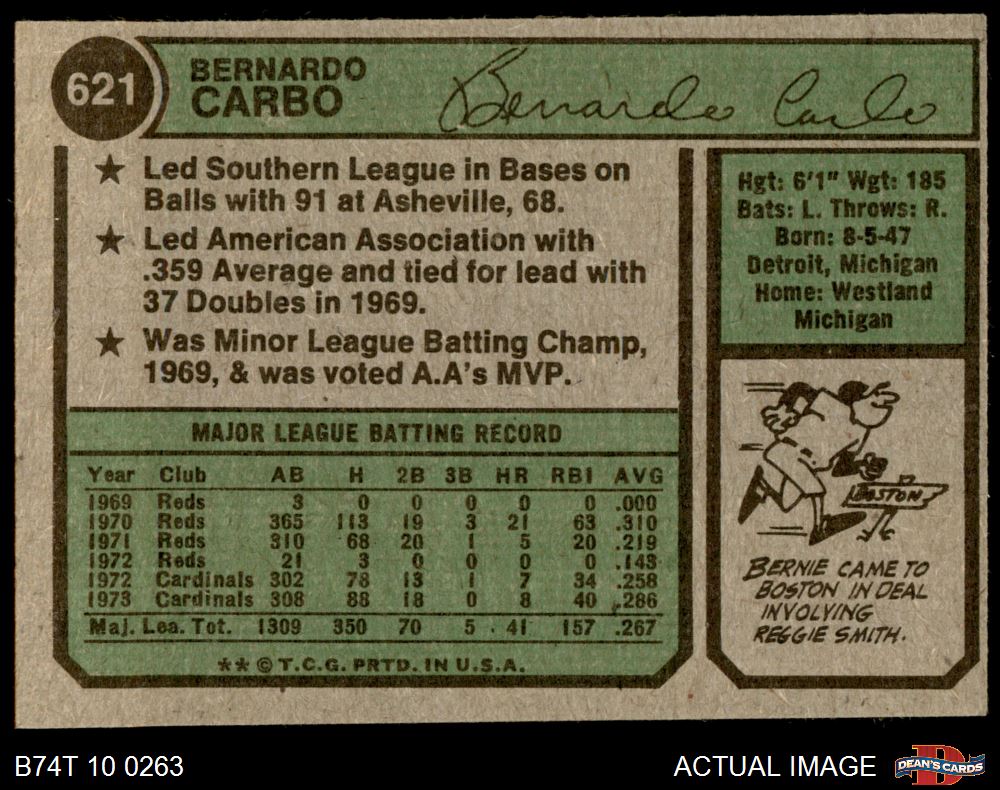 621
BERNARDO
CARBO
Bernardo Carbo
★ Led Southern League in Bases on
Balls with 91 at Asheville, 68.
★ Led American Association with
.359 Average and tied for lead with
37 Doubles in 1969.
★ Was Minor League Batting Champ,
1969, & was voted A.A's MVP.
Hgt: 6'1" Wgt: 185
Bats: L. Throws: R.
Born: 8-5-47
Detroit, Michigan
Home: Westland
Michigan
MAJOR LEAGUE BATTING RECORD
Year Club AB H 2B 3B HR RBI AVG
1969 Reds 3 0 0 0 0 0 .000
1970 Reds 365 113 19 3 21 63 .310
1971 Reds 310 68 20 1 5 20 .219
1972 Reds 21 3 0 0 0 0 .143
1972 Cardinals 302 78 13 1 7 34 .258
1973 Cardinals 308 88 18 0 8 40 .286
Maj. Lea. Tot. 1309 350 70 5 41 157 .267
** © T.C.G. PRTD. IN U.S.A.
BOSTON
BERNIE CAME TO
BOSTON IN DEAL
INVOLVING
REGGIE SMITH.
B74T 10 0263
ACTUAL IMAGE
D
DEAN'S CARDS